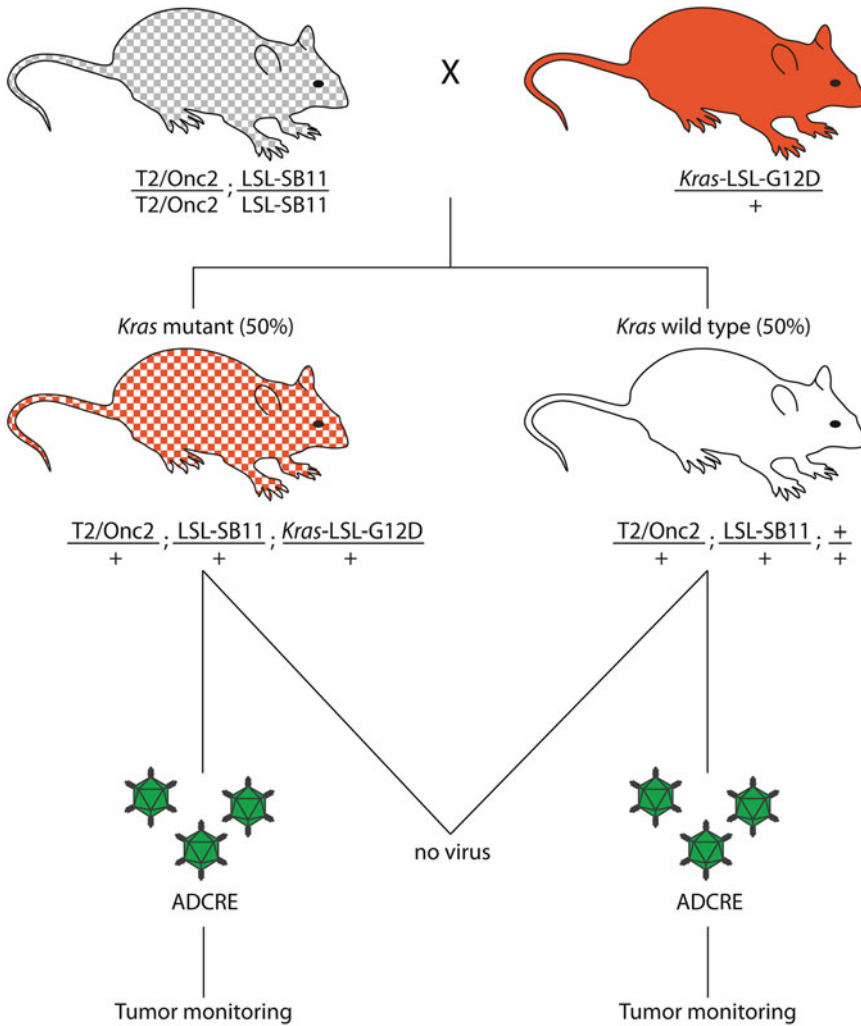 X
T2/Onc2 ; LSL-SB11
T2/Onc2 LSL-SB11
Kras-LSL-G12D
+
Kras mutant (50%)
Kras wild type (50%)
T2/Onc2 ; LSL-SB11 ; Kras-LSL-G12D
+ + +
T2/Onc2 ; LSL-SB11 ; +
+ + +
no virus
ADCRE
ADCRE
Tumor monitoring
Tumor monitoring